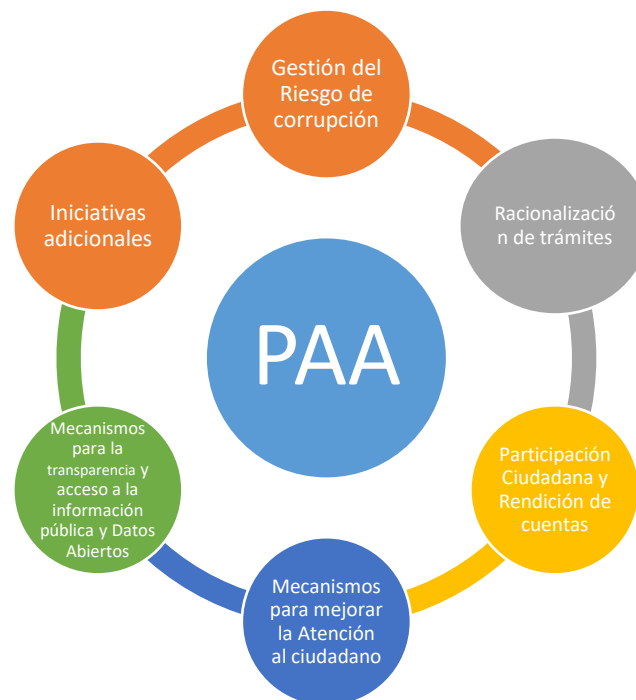 Gestión del
Riesgo de
corrupción
Iniciativas
adicionales
Racionalizació
n de trámites
PAA
Mecanismos
para la
transparencia y
acceso a la
información
pública y Datos
Abiertos
Participación
Ciudadana y
Rendición de
cuentas
Mecanismos
para mejorar
la Atención
al ciudadano